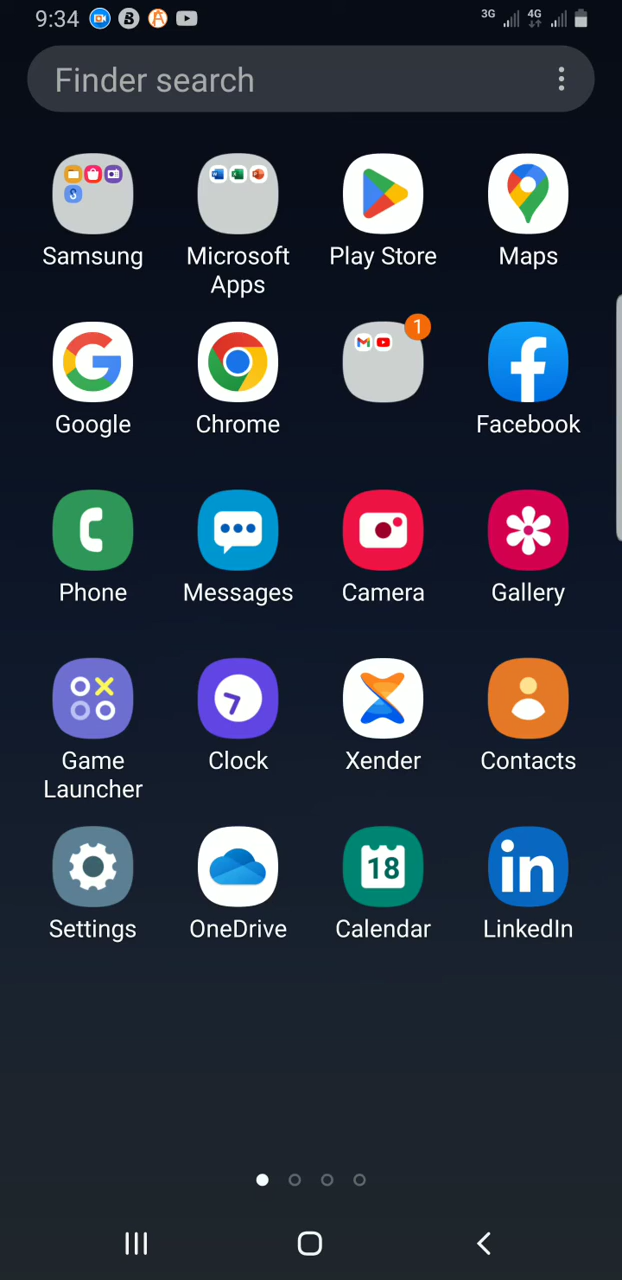 9:34
3G 4G
Finder search
Samsung
Microsoft
Apps
Play Store
Maps
1
Google
Chrome
Facebook
Phone
Messages
Camera
Gallery
Game
Launcher
Clock
Xender
Contacts
18
in
Settings
OneDrive
Calendar
LinkedIn